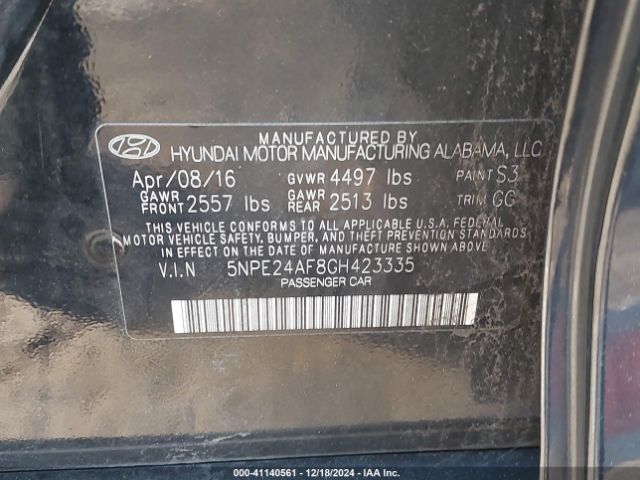 MANUFACTURED BY
HYUNDAI MOTOR MANUFACTURING ALABAMA, LLC
Apr/08/16 GVWR 4497 lbs PAINT S3
GAWR FRONT 2557 lbs GAWR REAR 2513 lbs TRIM GG
THIS VEHICLE CONFORMS TO ALL APPLICABLE U.S.A. FEDERAL
MOTOR VEHICLE SAFETY, BUMPER, AND THEFT PREVENTION STANDARDS
IN EFFECT ON THE DATE OF MANUFACTURE SHOWN ABOVE.
V.I.N 5NPE24AF8GH423335
PASSENGER CAR
000-41140561 | 12/18/2024 - IAA Inc.